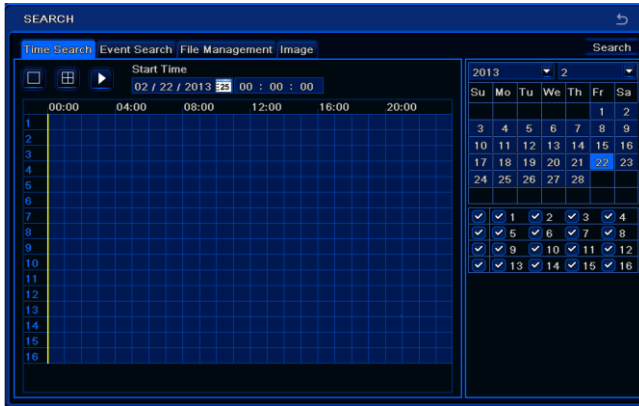 SEARCH
Time Search Event Search File Management Image Search
Start Time
02 / 22 / 2013 25 00 : 00 : 00
00:00 04:00 08:00 12:00 16:00 20:00
1
2
3
4
5
6
7
8
9
10
11
12
13
14
15
16
2013 2
Su Mo Tu We Th Fr Sa
1 2
3 4 5 6 7 8 9
10 11 12 13 14 15 16
17 18 19 20 21 22 23
24 25 26 27 28
1 2 3 4
5 6 7 8
9 10 11 12
13 14 15 16